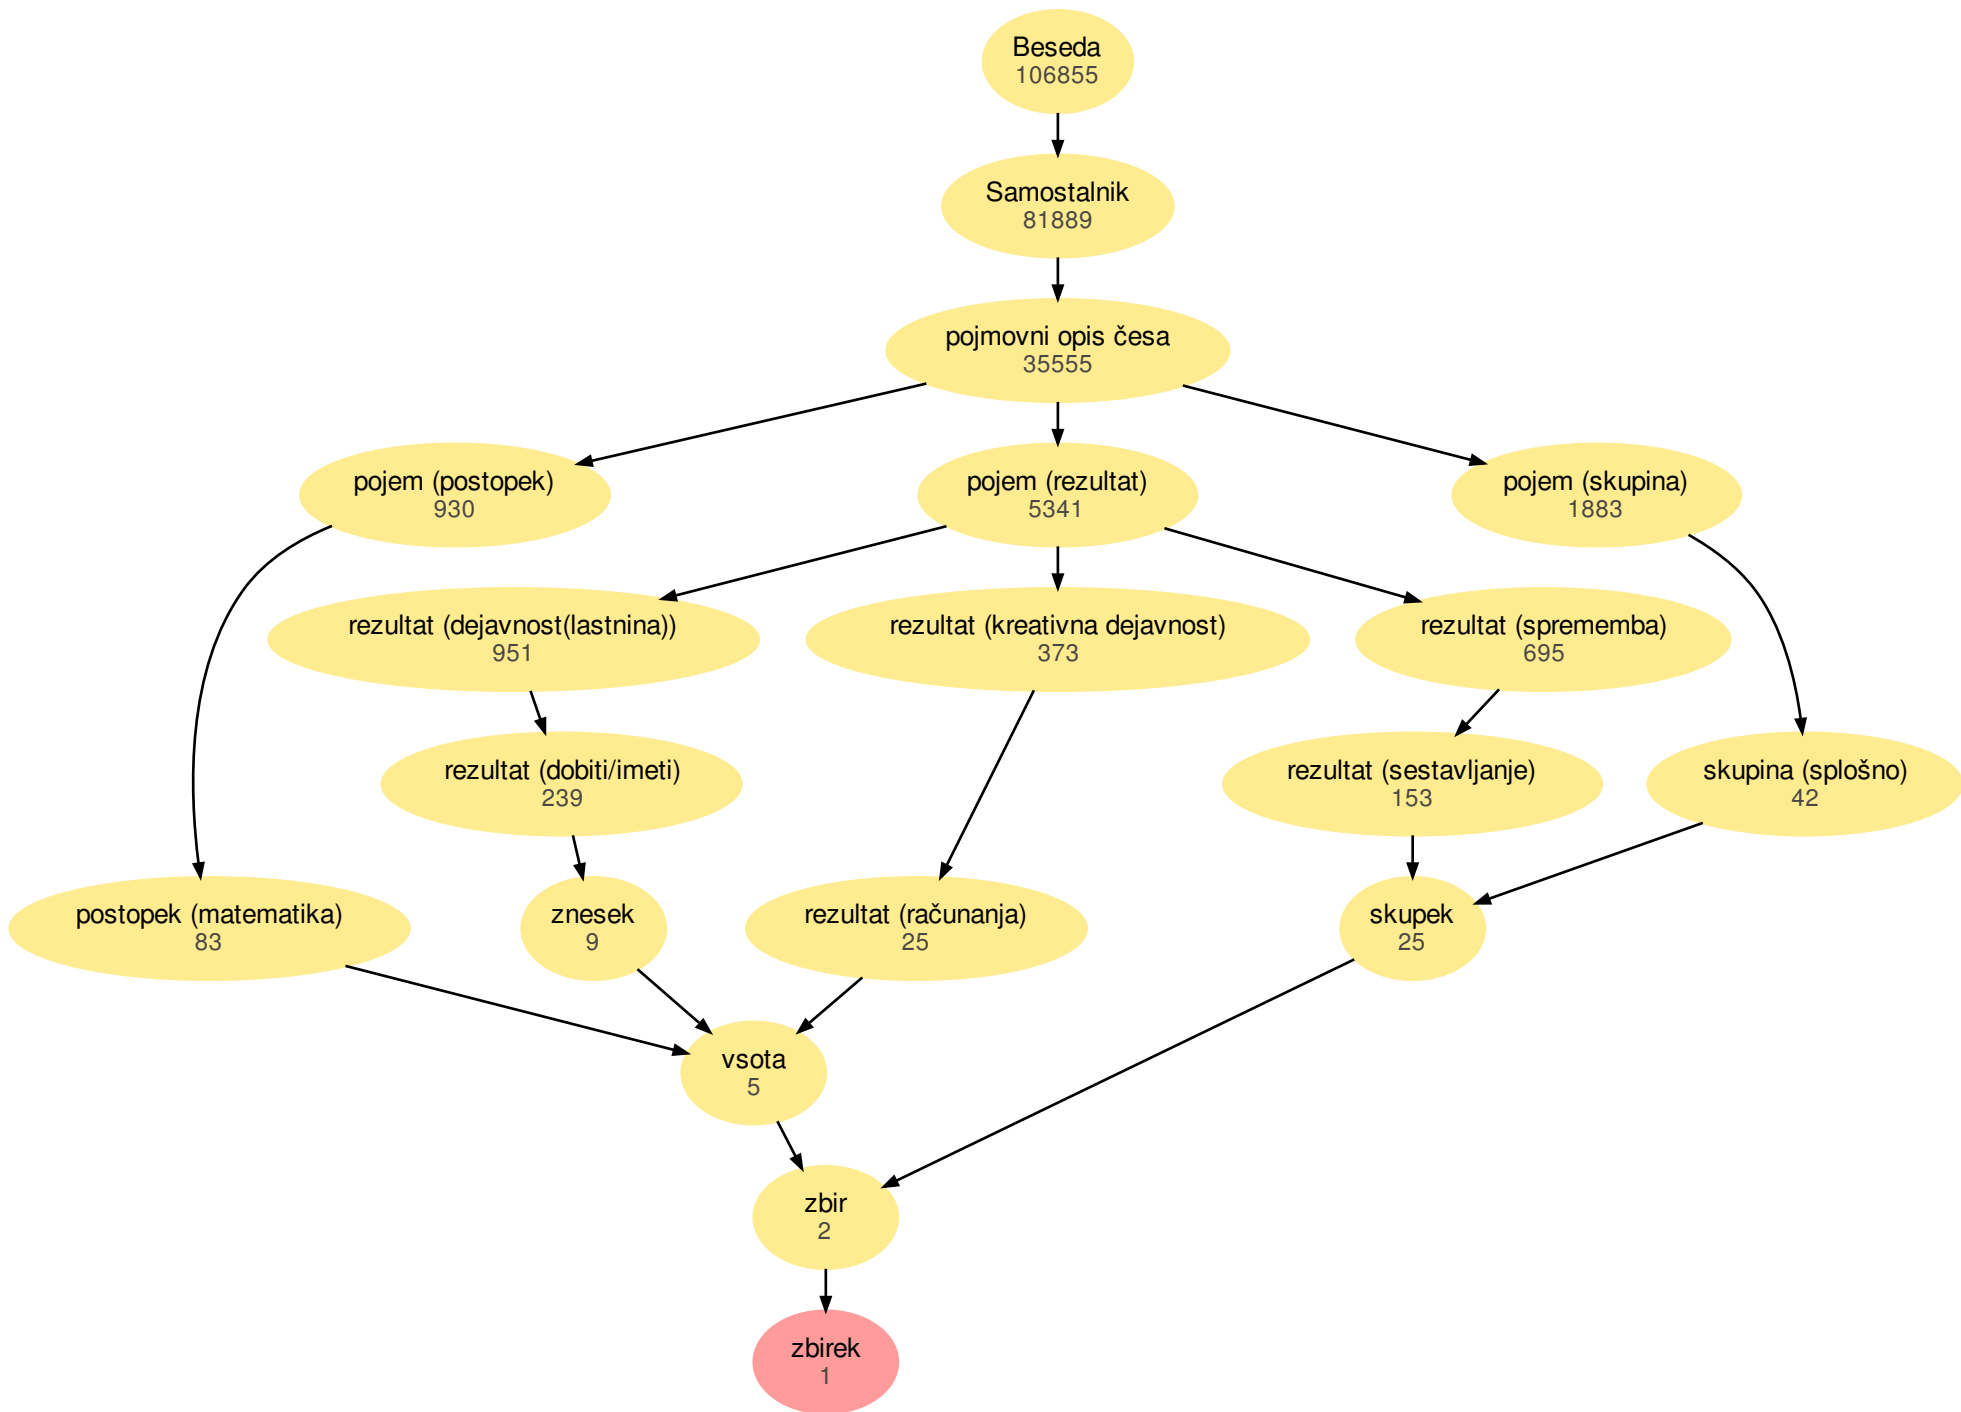 Beseda
106855
Samostalnik
81889
pojmovni opis česa
35555
pojem (postopek)
930
pojem (rezultat)
5341
pojem (skupina)
1883
rezultat (dejavnost(lastnina))
951
rezultat (kreativna dejavnost)
373
rezultat (sprememba)
695
rezultat (dobiti/imeti)
239
rezultat (sestavljanje)
153
skupina (splošno)
42
postopek (matematika)
83
znesek
9
rezultat (računanja)
25
skupek
25
vsota
5
zbir
2
zbirek
1